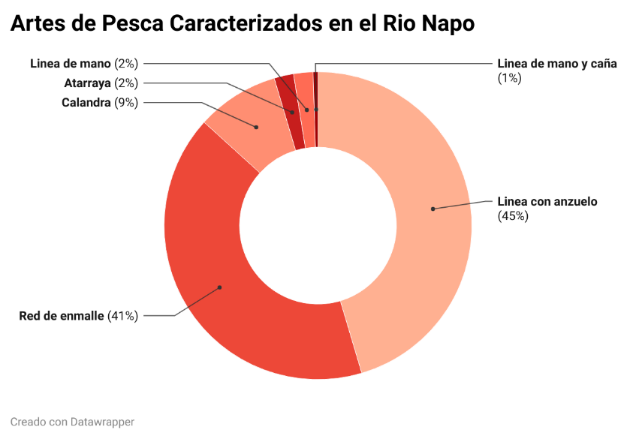 Artes de Pesca Caracterizados en el Rio Napo
Linea de mano (2%)
Atarraya (2%)
Calandra (9%)
Linea de mano y caña
(1%)
Linea con anzuelo
(45%)
Red de enmalle (41%)
Creado con Datawrapper